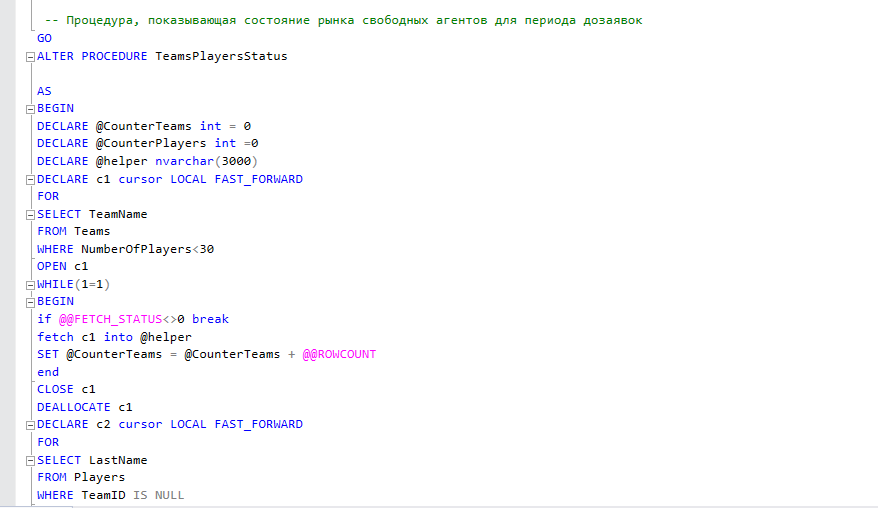 -- Процедура, показывающая состояние рынка свободных агентов для периода дозаявок
GO
ALTER PROCEDURE TeamsPlayersStatus
AS
BEGIN
DECLARE @CounterTeams int = 0
DECLARE @CounterPlayers int =0
DECLARE @helper nvarchar(3000)
DECLARE c1 cursor LOCAL FAST_FORWARD
FOR
SELECT TeamName
FROM Teams
WHERE NumberOfPlayers<30
OPEN c1
WHILE(1=1)
BEGIN
if @@FETCH_STATUS<>0 break
fetch c1 into @helper
SET @CounterTeams = @CounterTeams + @@ROWCOUNT
end
CLOSE c1
DEALLOCATE c1
DECLARE c2 cursor LOCAL FAST_FORWARD
FOR
SELECT LastName
FROM Players
WHERE TeamID IS NULL